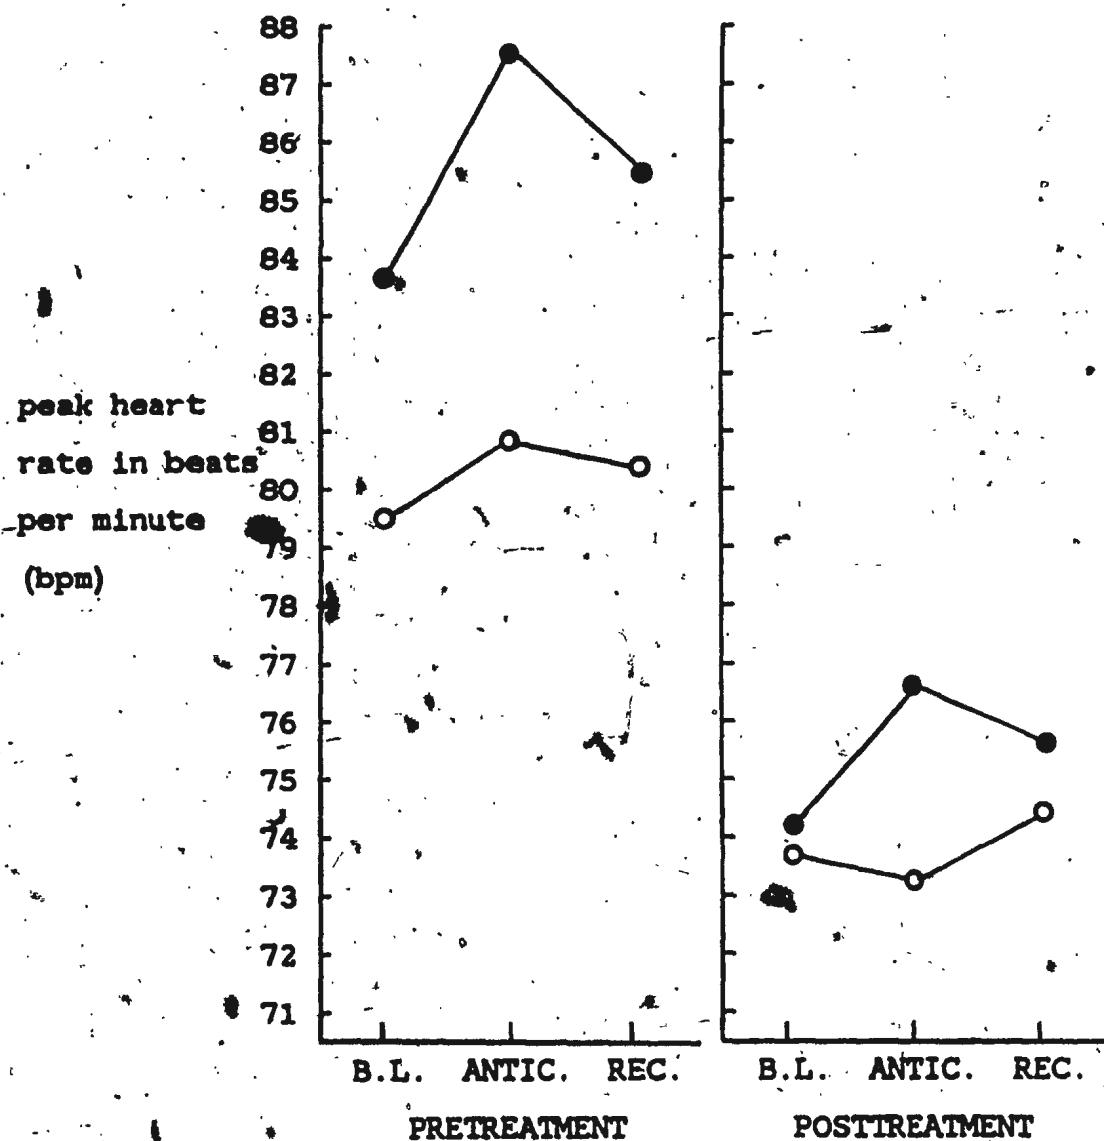 88
87
86
85
84
83
82
81
80
79
78
77
76
75
74
73
72
71
peak heart
rate in beats
per minute
(bpm)
B.L. ANTIC. REC.
PRETREATMENT
B.L. ANTIC. REC.
POSTTREATMENT